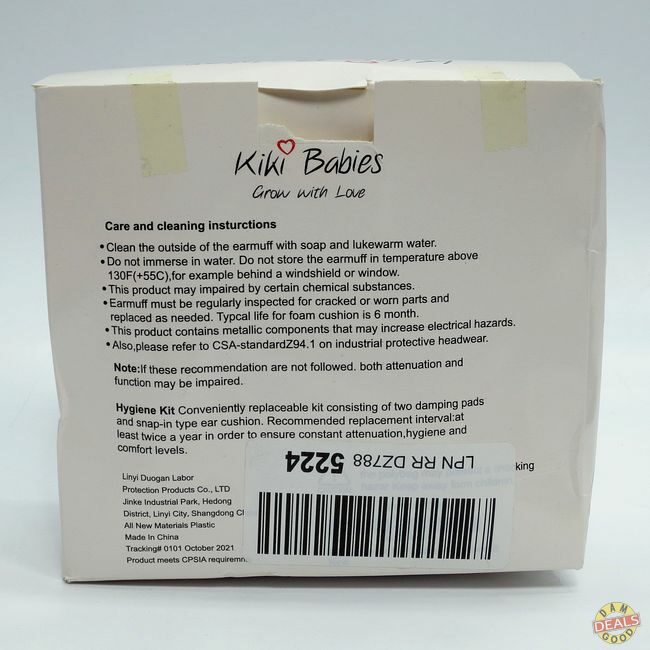 Kiki Babies
Grow with Love
Care and cleaning insturctions
• Clean the outside of the earmuff with soap and lukewarm water.
• Do not immerse in water. Do not store the earmuff in temperature above
130F(+55C),for example behind a windshield or window.
• This product may impaired by certain chemical substances.
• Earmuff must be regularly inspected for cracked or worn parts and
replaced as needed. Typcal life for foam cushion is 6 month.
• This product contains metallic components that may increase electrical hazards.
• Also,please refer to CSA-standardZ94.1 on industrial protective headwear.
Note:If these recommendation are not followed. both attenuation and
function may be impaired.
Hygiene Kit Conveniently replaceable kit consisting of two damping pads
and snap-in type ear cushion. Recommended replacement interval:at
least twice a year in order to ensure constant attenuation,hygiene and
comfort levels.
LPN RR DZ788 5224
Linyi Duogan Labor
Protection Products Co., LTD
Jinke Industrial Park, Hedong
District, Linyi City, Shangdong
All New Materials Plastic
Made In China
Tracking# 0101 October 2021
Product meets CPSIA
DAM
DEALS
GOOD